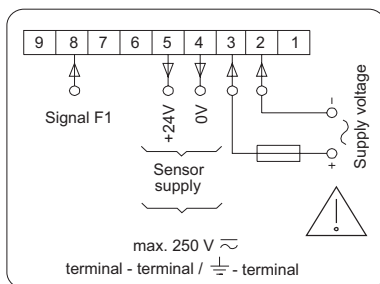 9 8 7 6 5 4 3 2 1
Signal F1
+24V
0V
Sensor
supply
Supply voltage
−
+
!
max. 250 V ⎓
terminal - terminal / ⏚ - terminal